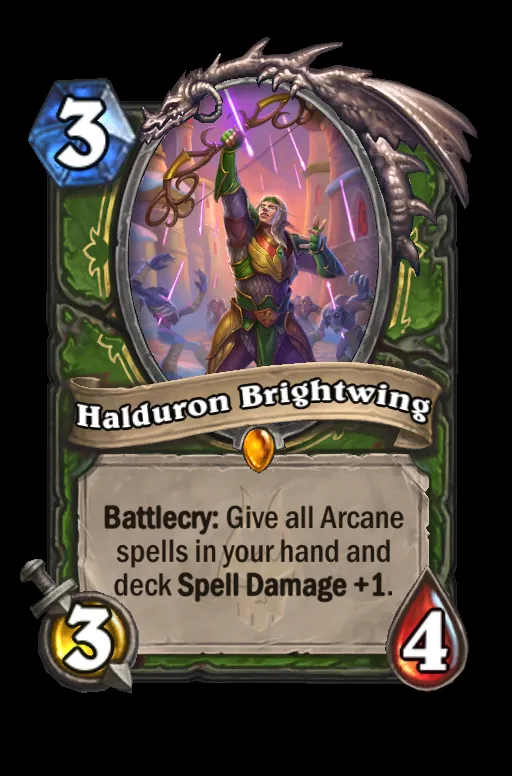 3
Halduron Brightwing
Battlecry: Give all Arcane
spells in your hand and
deck Spell Damage +1.
3
4